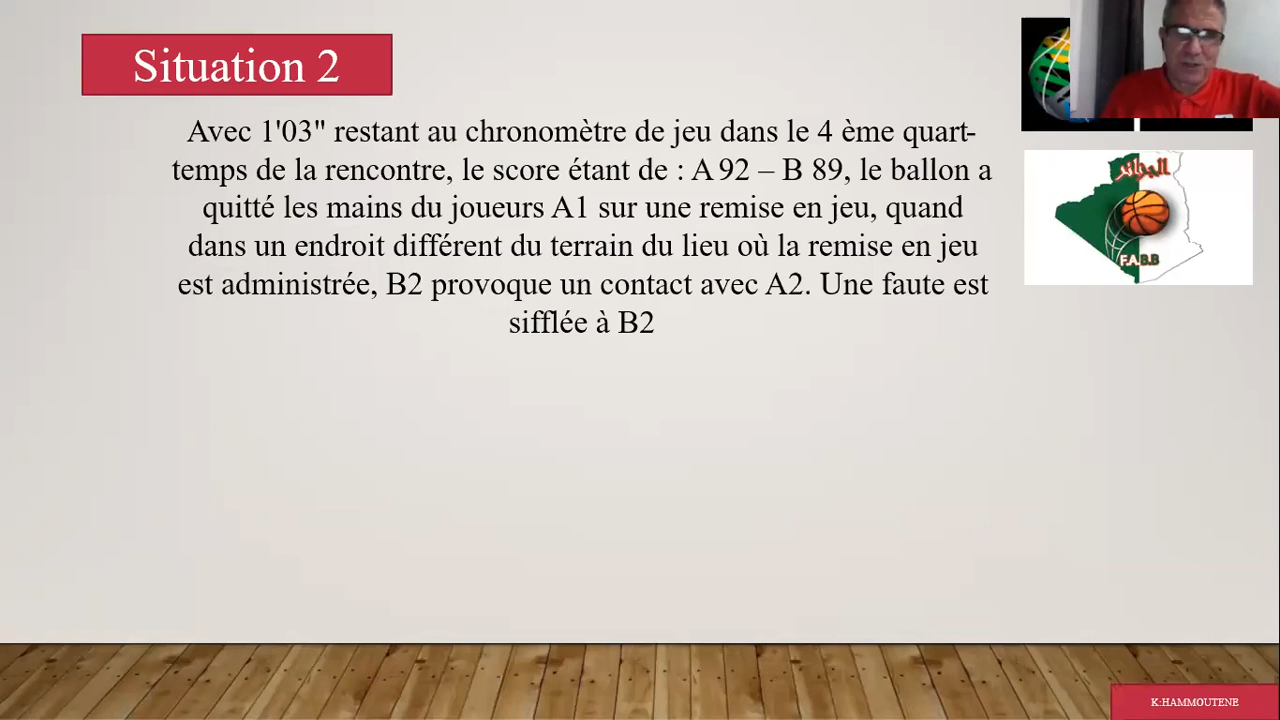 Situation 2
Avec 1'03" restant au chronomètre de jeu dans le 4 ème quart-
temps de la rencontre, le score étant de : A 92 – B 89, le ballon a
quitté les mains du joueurs A1 sur une remise en jeu, quand
dans un endroit différent du terrain du lieu où la remise en jeu
est administrée, B2 provoque un contact avec A2. Une faute est
sifflée à B2
الجزائر
F.A.B.B
K:HAMMOUTENE